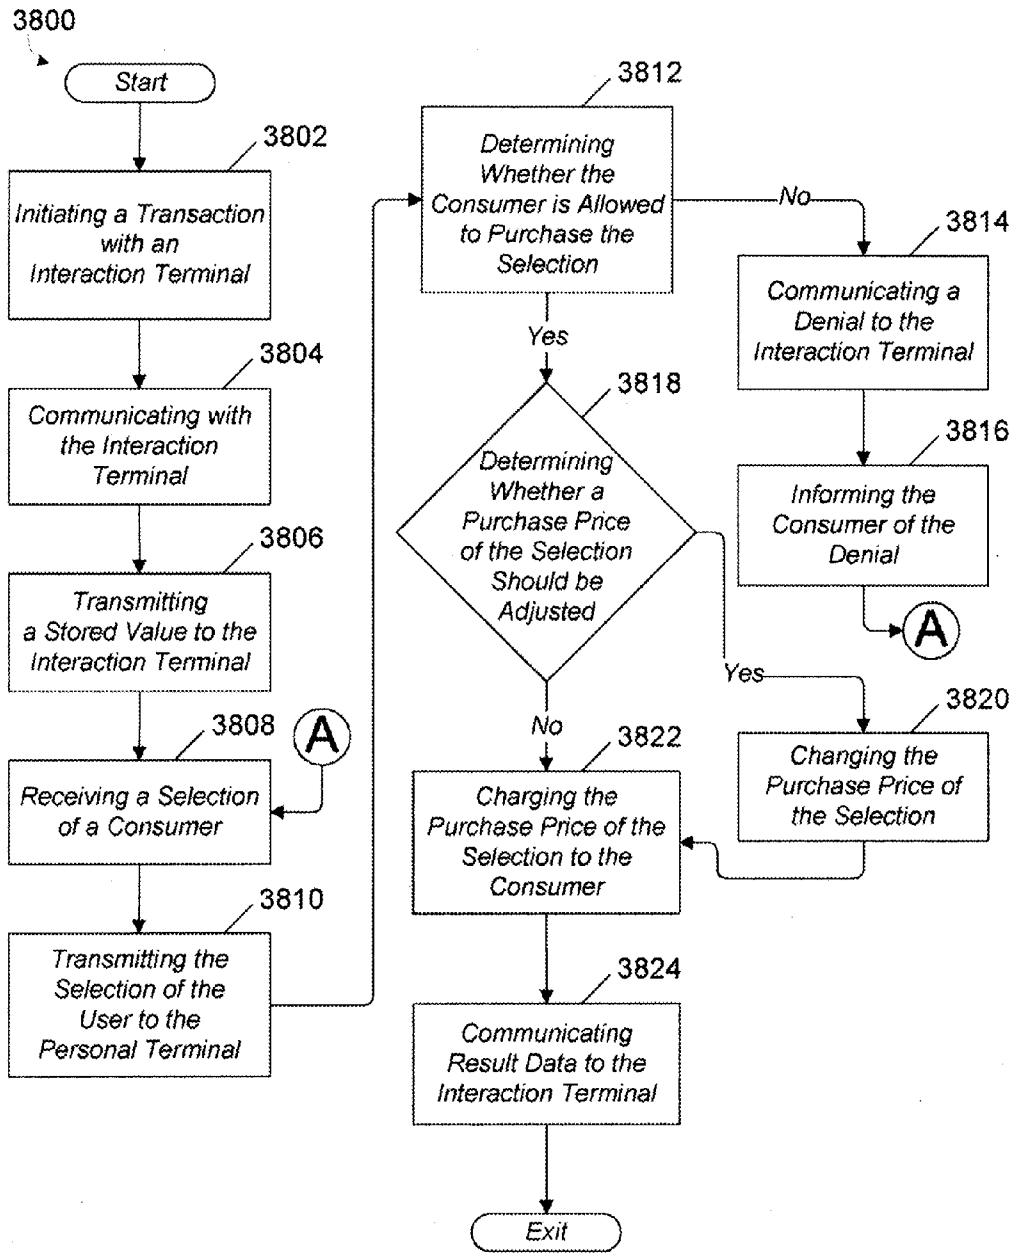 3800
Start
3802
Initiating a Transaction
with an
Interaction Terminal
3804
Communicating with
the Interaction
Terminal
3806
Transmitting
a Stored Value to the
Interaction Terminal
3808
A
Receiving a Selection
of a Consumer
3810
Transmitting the
Selection of the
User to the
Personal Terminal
3812
Determining
Whether the
Consumer is Allowed
to Purchase the
Selection
No
3814
Communicating a
Denial to the
Interaction Terminal
3816
Informing the
Consumer of the
Denial
A
Yes
3818
Determining
Whether a
Purchase Price
of the Selection
Should be
Adjusted
Yes
3820
Changing the
Purchase Price of
the Selection
No
3822
Charging the
Purchase Price of the
Selection to the
Consumer
3824
Communicating
Result Data to the
Interaction Terminal
Exit